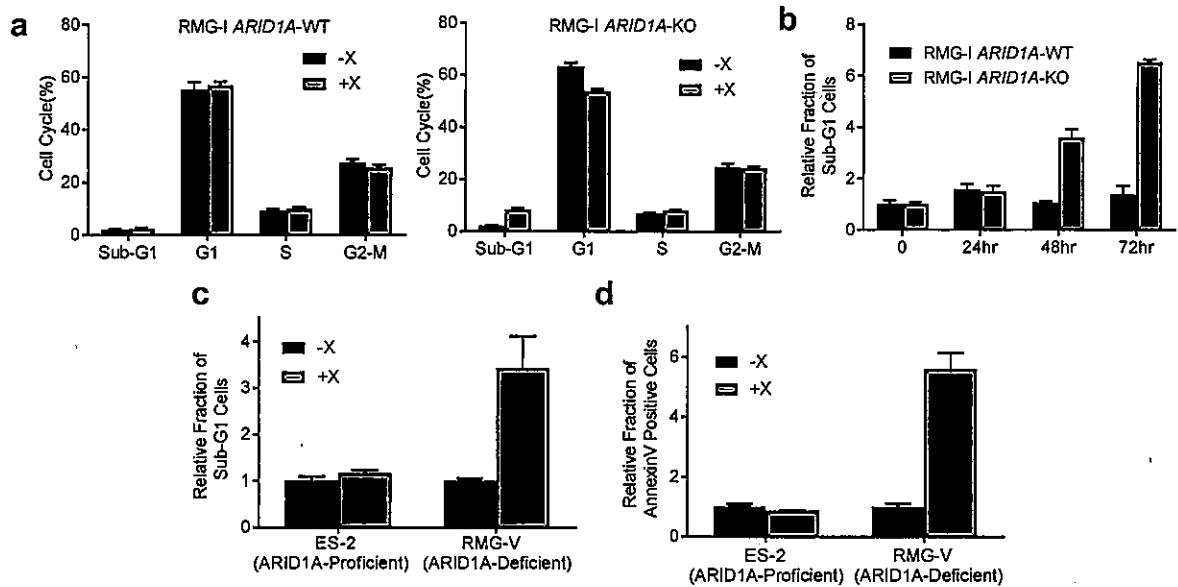 a
RMG-I ARID1A-WT
Cell Cycle(%)
80
60
40
20
0
-X
+X
Sub-G1
G1
S
G2-M
RMG-I ARID1A-KO
Cell Cycle(%)
80
60
40
20
0
-X
+X
Sub-G1
G1
S
G2-M
b
Relative Fraction of
Sub-G1 Cells
8
6
4
2
0
RMG-I ARID1A-WT
RMG-I ARID1A-KO
0
24hr
48hr
72hr
c
Relative Fraction of
Sub-G1 Cells
4
3
2
1
0
-X
+X
ES-2
(ARID1A-Proficient)
RMG-V
(ARID1A-Deficient)
d
Relative Fraction of
AnnexinV Positive Cells
6
4
2
0
-X
+X
ES-2
(ARID1A-Proficient)
RMG-V
(ARID1A-Deficient)